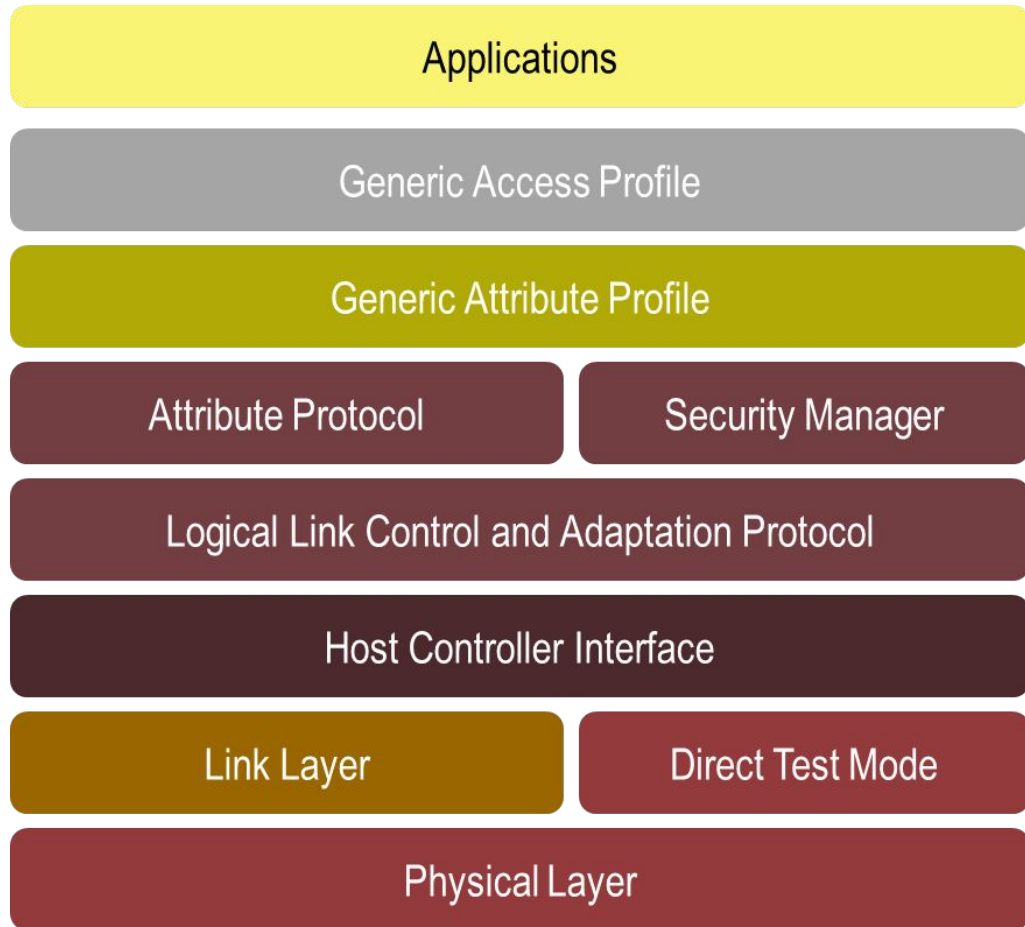 Applications
Generic Access Profile
Generic Attribute Profile
Attribute Protocol
Security Manager
Logical Link Control and Adaptation Protocol
Host Controller Interface
Link Layer
Direct Test Mode
Physical Layer